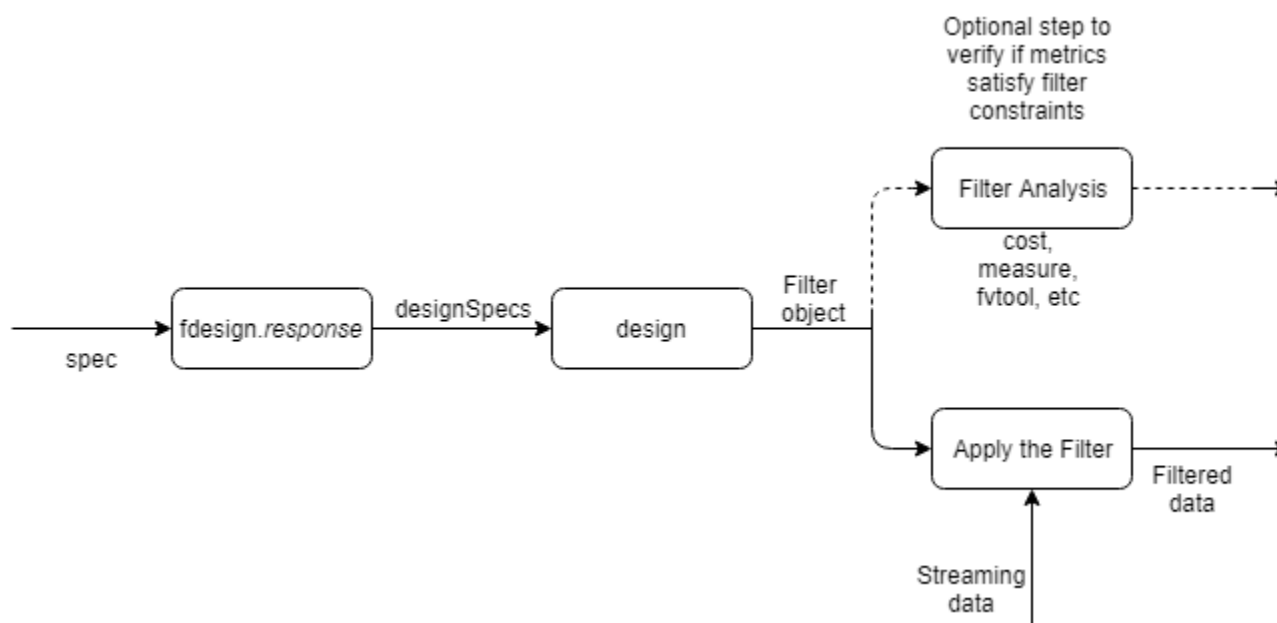 Optional step to
verify if metrics
satisfy filter
constraints
Filter Analysis
cost,
measure,
fvtool, etc
spec
fdesign.response
designSpecs
design
Filter
object
Apply the Filter
Filtered
data
Streaming
data